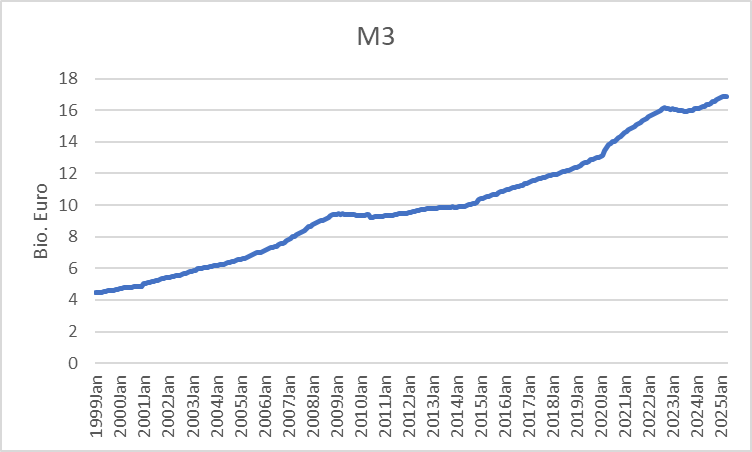 M3
Bio. Euro
18
16
14
12
10
8
6
4
2
0
1999Jan
2000Jan
2001Jan
2002Jan
2003Jan
2004Jan
2005Jan
2006Jan
2007Jan
2008Jan
2009Jan
2010Jan
2011Jan
2012Jan
2013Jan
2014Jan
2015Jan
2016Jan
2017Jan
2018Jan
2019Jan
2020Jan
2021Jan
2022Jan
2023Jan
2024Jan
2025Jan